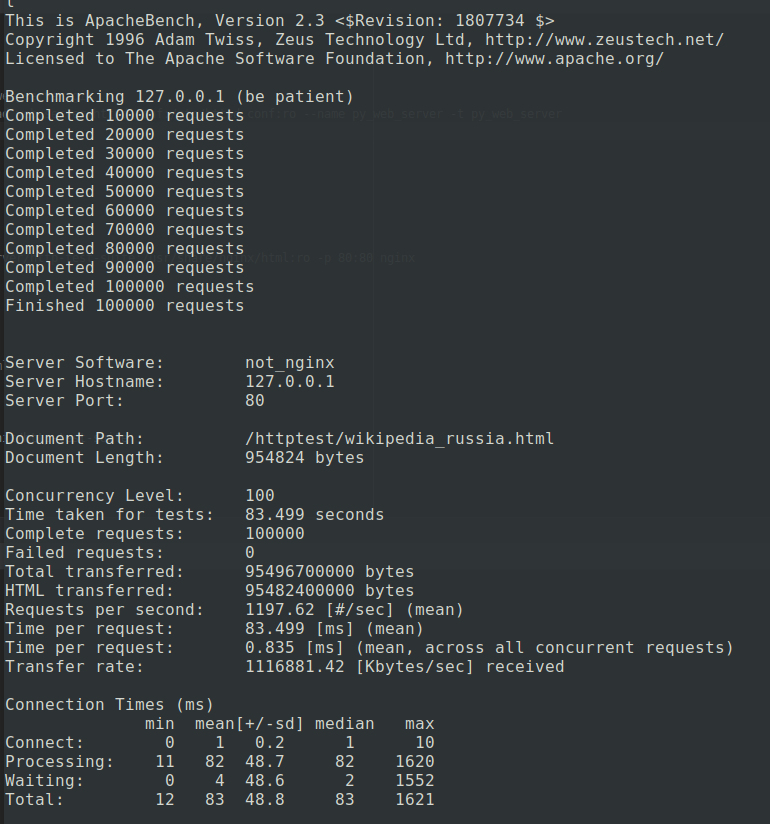 t
This is ApacheBench, Version 2.3 <$Revision: 1807734 $>
Copyright 1996 Adam Twiss, Zeus Technology Ltd, http://www.zeustech.net/
Licensed to The Apache Software Foundation, http://www.apache.org/

Benchmarking 127.0.0.1 (be patient)
Completed 10000 requests
Completed 20000 requests
Completed 30000 requests
Completed 40000 requests
Completed 50000 requests
Completed 60000 requests
Completed 70000 requests
Completed 80000 requests
Completed 90000 requests
Completed 100000 requests
Finished 100000 requests


Server Software:        not_nginx
Server Hostname:        127.0.0.1
Server Port:            80

Document Path:          /httptest/wikipedia_russia.html
Document Length:        954824 bytes

Concurrency Level:      100
Time taken for tests:   83.499 seconds
Complete requests:      100000
Failed requests:        0
Total transferred:      95496700000 bytes
HTML transferred:       95482400000 bytes
Requests per second:    1197.62 [#/sec] (mean)
Time per request:       83.499 [ms] (mean)
Time per request:       0.835 [ms] (mean, across all concurrent requests)
Transfer rate:          1116881.42 [Kbytes/sec] received

Connection Times (ms)
              min  mean[+/-sd] median   max
Connect:        0    1   0.2      1      10
Processing:    11   82  48.7     82    1620
Waiting:        0    4  48.6      2    1552
Total:         12   83  48.8     83    1621